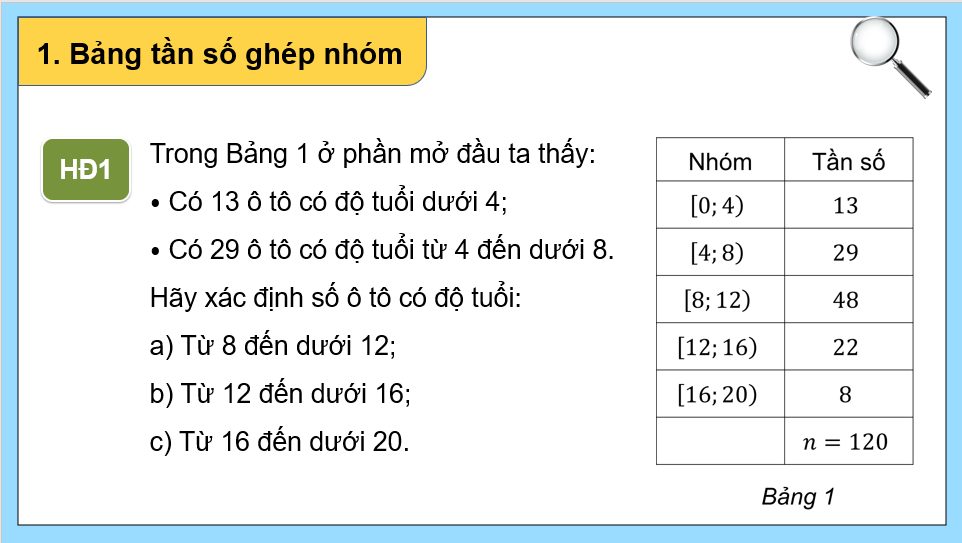 1. Bảng tần số ghép nhóm
HĐ1
Trong Bảng 1 ở phần mở đầu ta thấy:
• Có 13 ô tô có độ tuổi dưới 4;
• Có 29 ô tô có độ tuổi từ 4 đến dưới 8.
Hãy xác định số ô tô có độ tuổi:
a) Từ 8 đến dưới 12;
b) Từ 12 đến dưới 16;
c) Từ 16 đến dưới 20.
Nhóm Tần số
[0; 4) 13
[4; 8) 29
[8; 12) 48
[12; 16) 22
[16; 20) 8
n = 120
Bảng 1